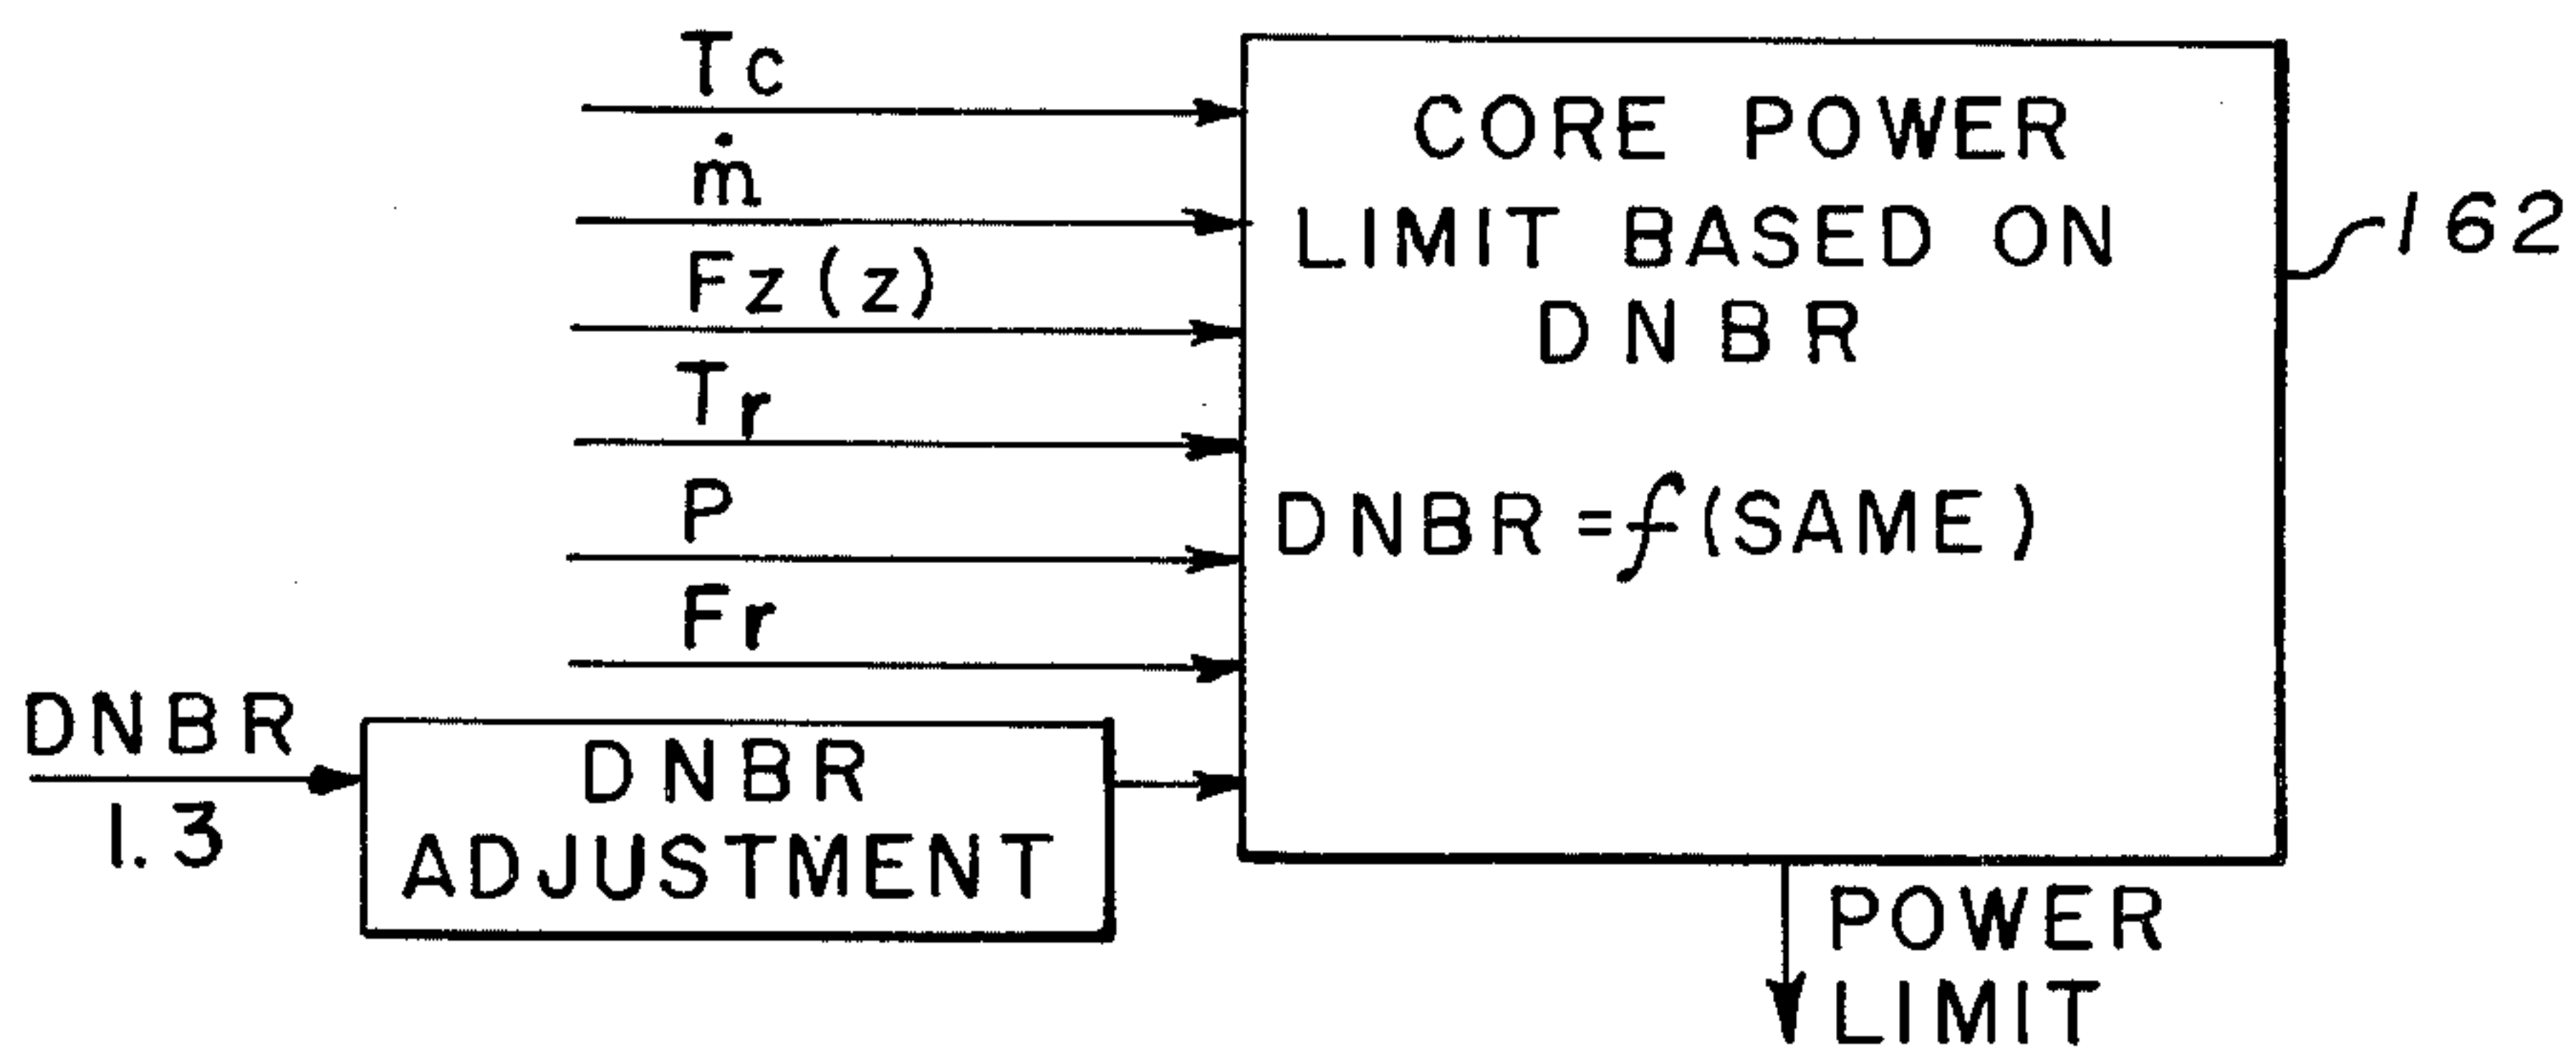 Tc
ṁ
Fz (z)
Tr
P
Fr
DNBR
1.3
DNBR
ADJUSTMENT
CORE POWER
LIMIT BASED ON
DNBR
DNBR = f (SAME)
162
POWER
LIMIT